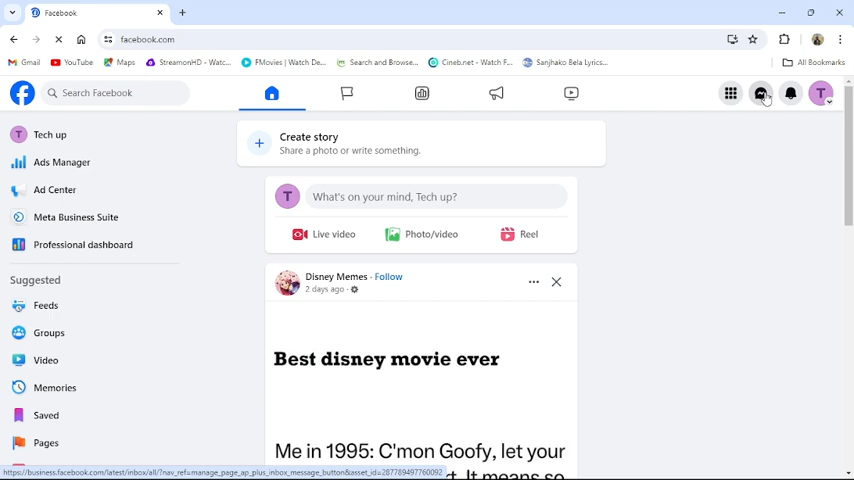 Facebook
facebook.com
Gmail
YouTube
Maps
StreamonHD - Watc...
FMovies | Watch De...
Search and Browse...
Cineb.net - Watch F...
Sanjhako Bela Lyrics...
All Bookmarks
Search Facebook
T
T Tech up
Ads Manager
Ad Center
Meta Business Suite
Professional dashboard
Suggested
Feeds
Groups
Video
Memories
Saved
Pages
Create story
Share a photo or write something.
T What's on your mind, Tech up?
Live video
Photo/video
Reel
Disney Memes · Follow
2 days ago ·
Best disney movie ever
Me in 1995: C'mon Goofy, let your
t. It means so
https://business.facebook.com/latest/inbox/all/?nav_ref=manage_page_ap_plus_inbox_message_button&asset_id=287789497760092